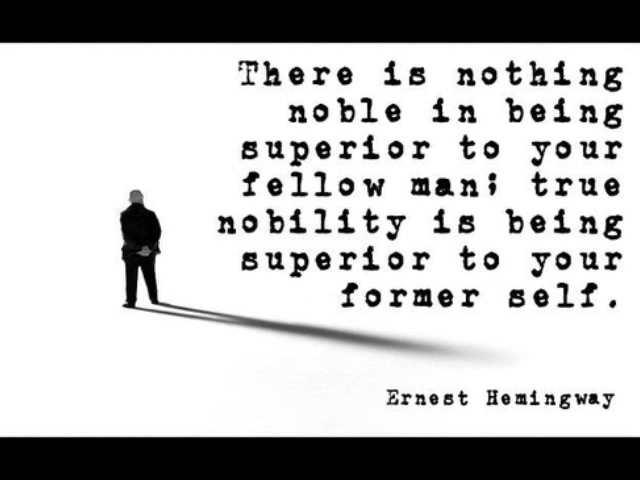 There is nothing
noble in being
superior to your
fellow man; true
nobility is being
superior to your
former self.
Ernest Hemingway